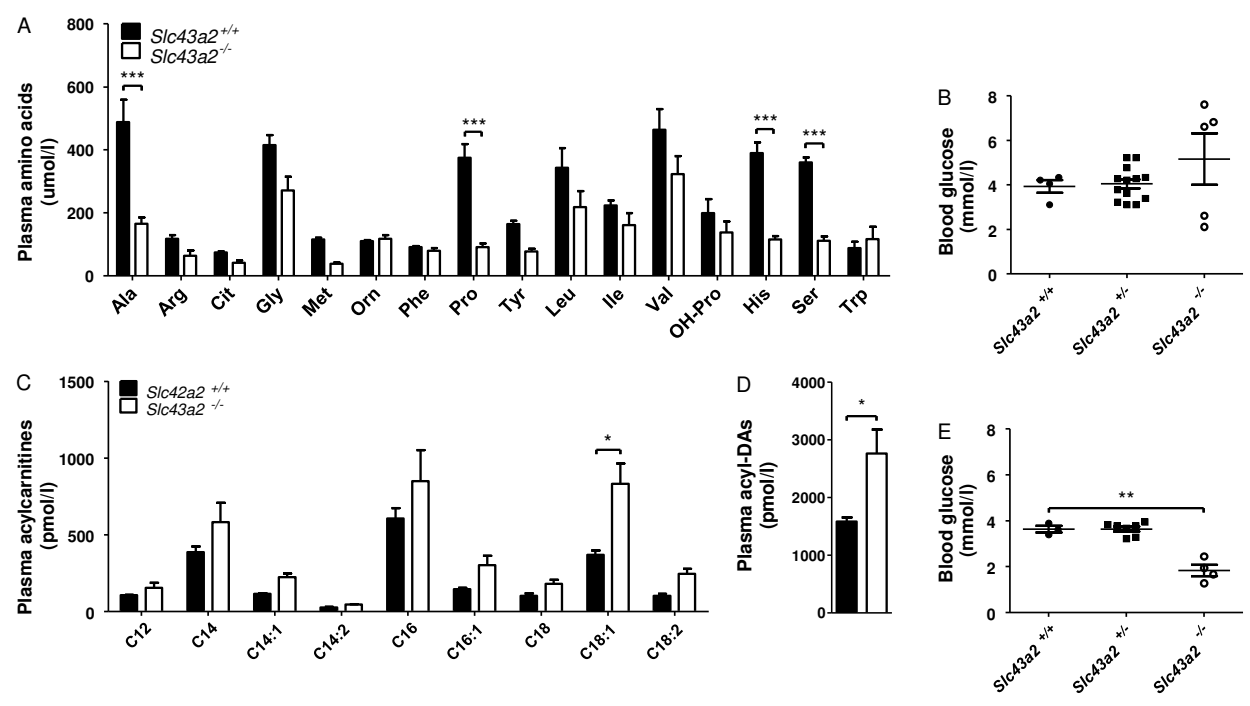 A
800
600
400
200
0
Plasma amino acids
(umol/l)
Slc43a2+/+
Slc43a2-/-
***
***
***
***
Ala Arg Cit Gly Met Orn Phe Pro Tyr Leu Ile Val OH-Pro His Ser Trp
B
8
6
4
2
0
Blood glucose
(mmol/l)
Slc43a2 +/+ Slc43a2 +/- Slc43a2 -/-
C
1500
1000
500
0
Plasma acylcarnitines
(pmol/l)
Slc42a2 +/+
Slc43a2 -/-
*
C12 C14 C14:1 C14:2 C16 C16:1 C18 C18:1 C18:2
D
4000
3000
2000
1000
0
Plasma acyl-DAs
(pmol/l)
*
E
8
6
4
2
0
Blood glucose
(mmol/l)
**
Slc43a2 +/+ Slc43a2 +/- Slc43a2 -/-